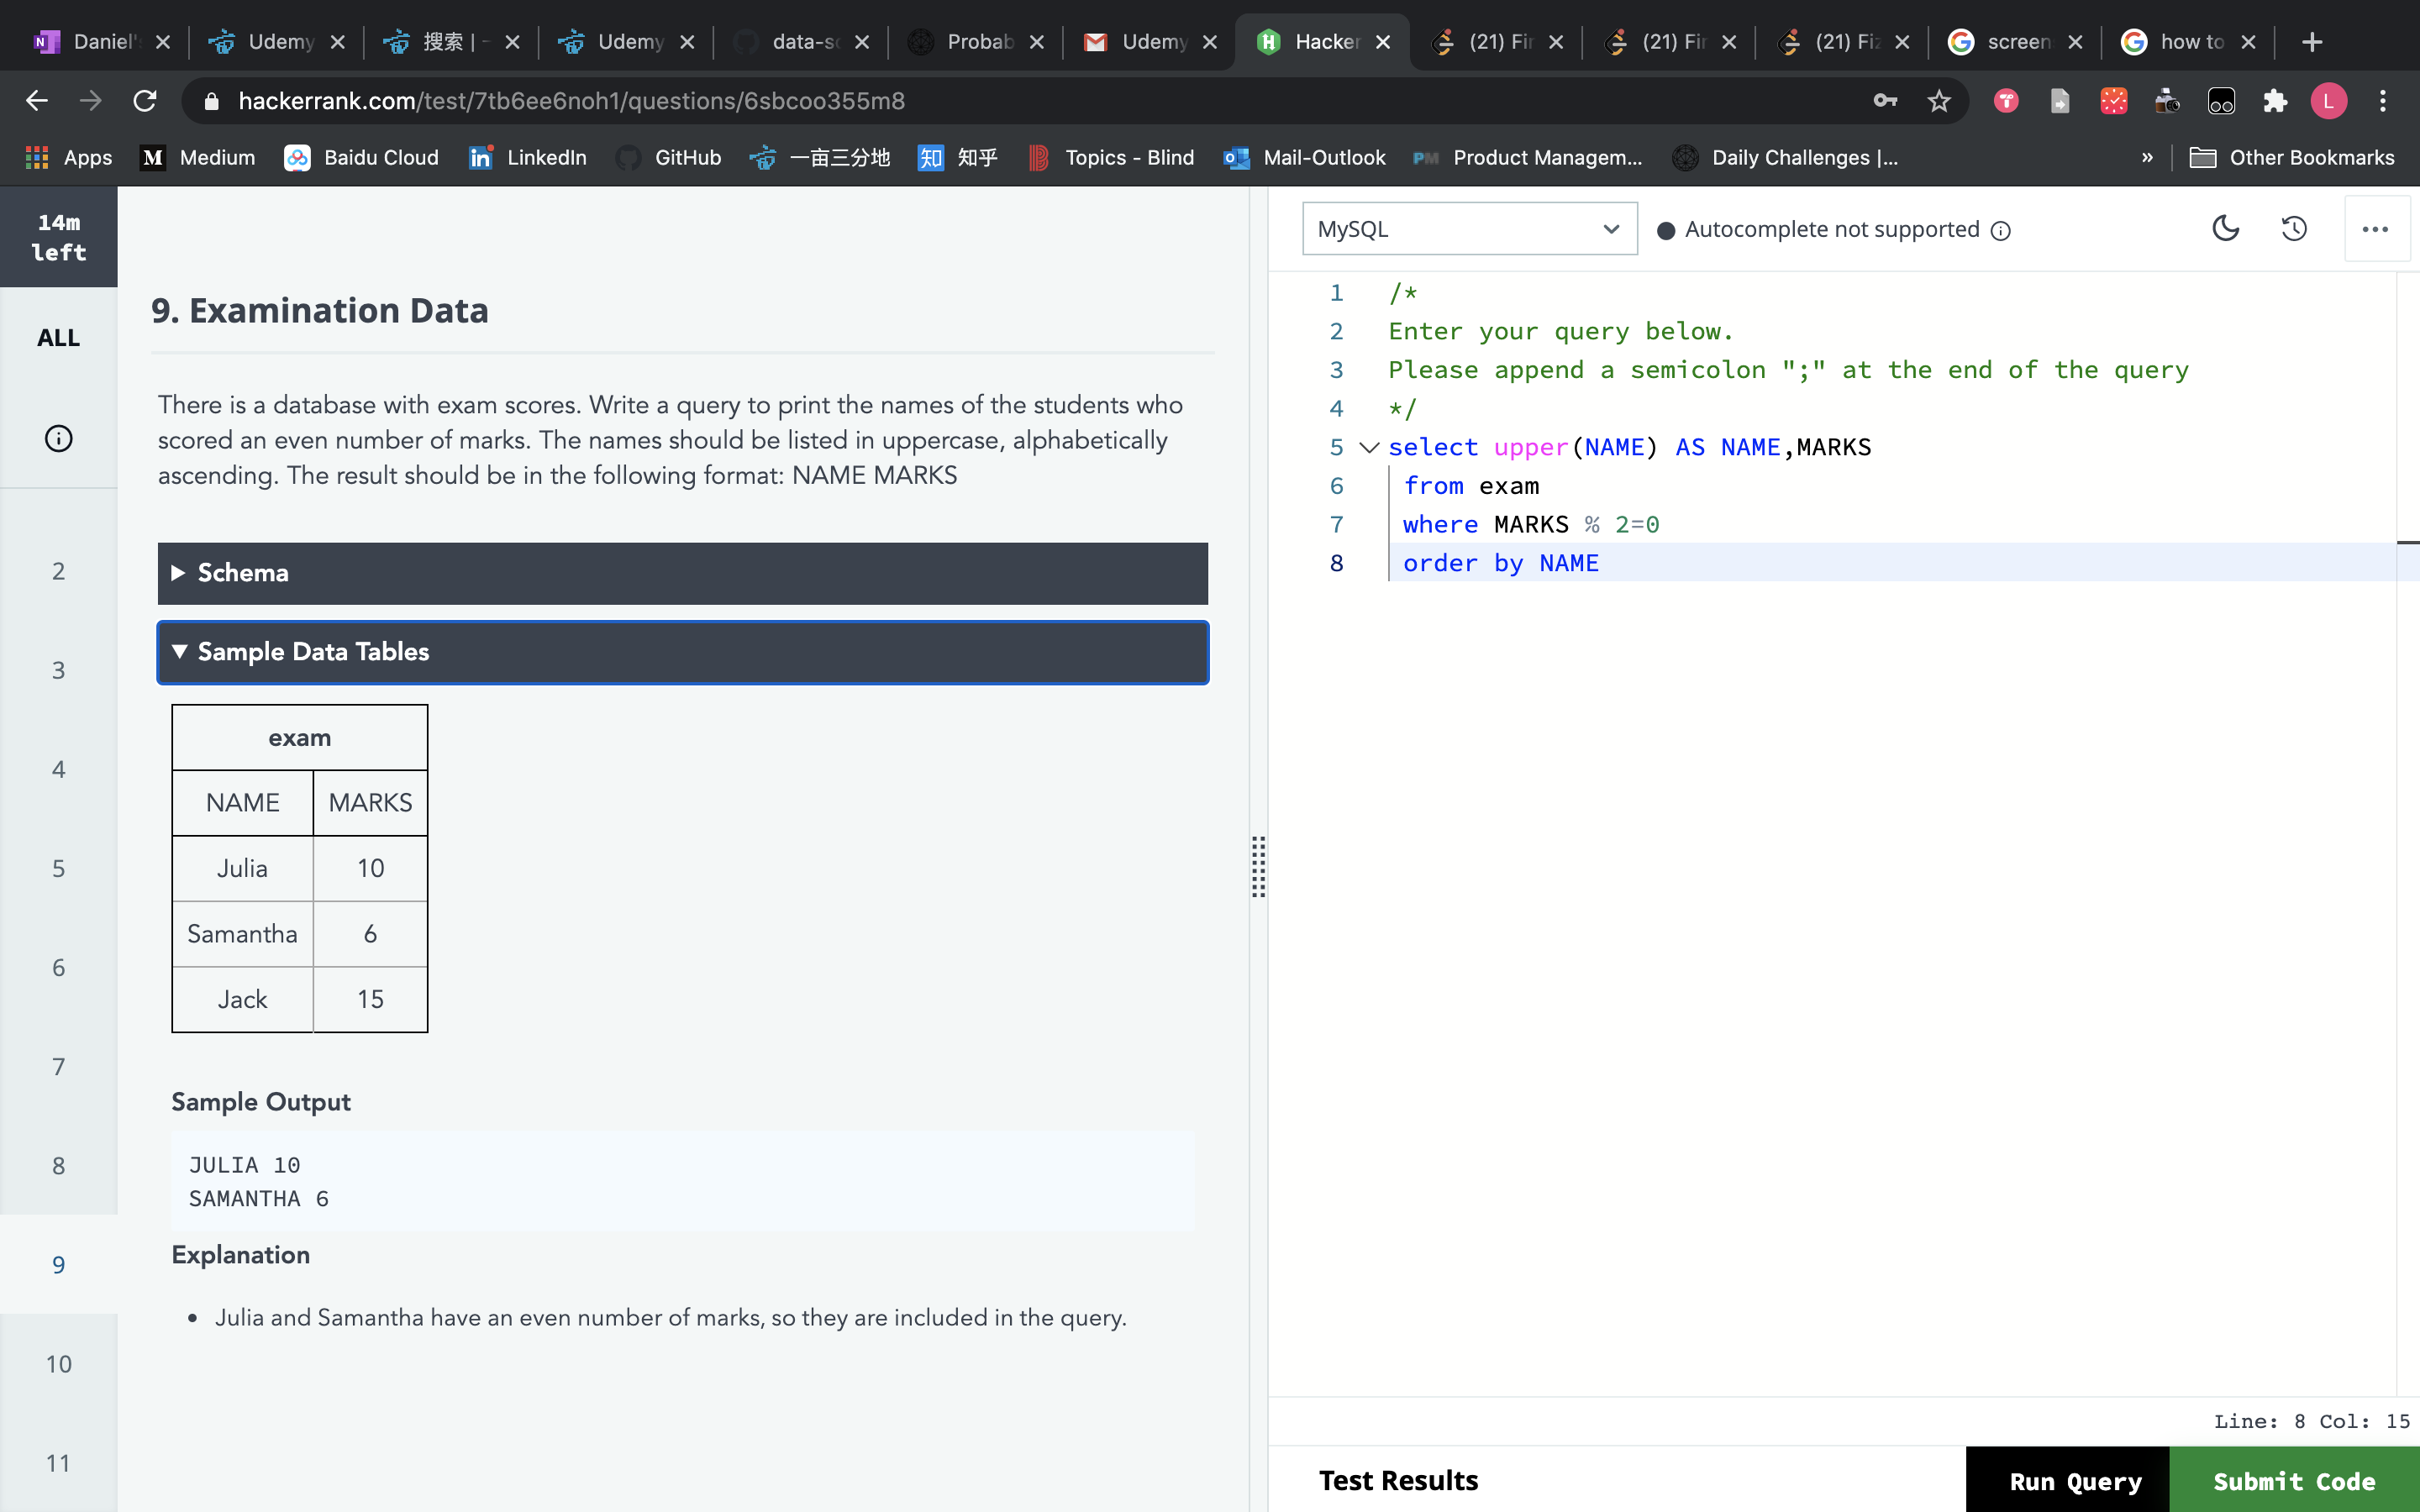 Daniel's
Udemy
搜索 | -
Udemy
data-sc
Probab
Udemy
Hacker
(21) Fir
(21) Fir
(21) Fiz
screen
how to
hackerrank.com/test/7tb6ee6noh1/questions/6sbcoo355m8
L
Apps
Medium
Baidu Cloud
LinkedIn
GitHub
一亩三分地
知乎
Topics - Blind
Mail-Outlook
PM Product Managem...
Daily Challenges |...
»
Other Bookmarks
14m
left
ALL
2
3
4
5
6
7
8
9
10
11
9. Examination Data
There is a database with exam scores. Write a query to print the names of the students who
scored an even number of marks. The names should be listed in uppercase, alphabetically
ascending. The result should be in the following format: NAME MARKS
Schema
Sample Data Tables
exam
NAME MARKS
Julia 10
Samantha 6
Jack 15
Sample Output
JULIA 10
SAMANTHA 6
Explanation
• Julia and Samantha have an even number of marks, so they are included in the query.
MySQL
Autocomplete not supported
1 /*
2 Enter your query below.
3 Please append a semicolon ";" at the end of the query
4 */
5 select upper(NAME) AS NAME,MARKS
6 from exam
7 where MARKS % 2=0
8 order by NAME
Line: 8 Col: 15
Test Results
Run Query
Submit Code